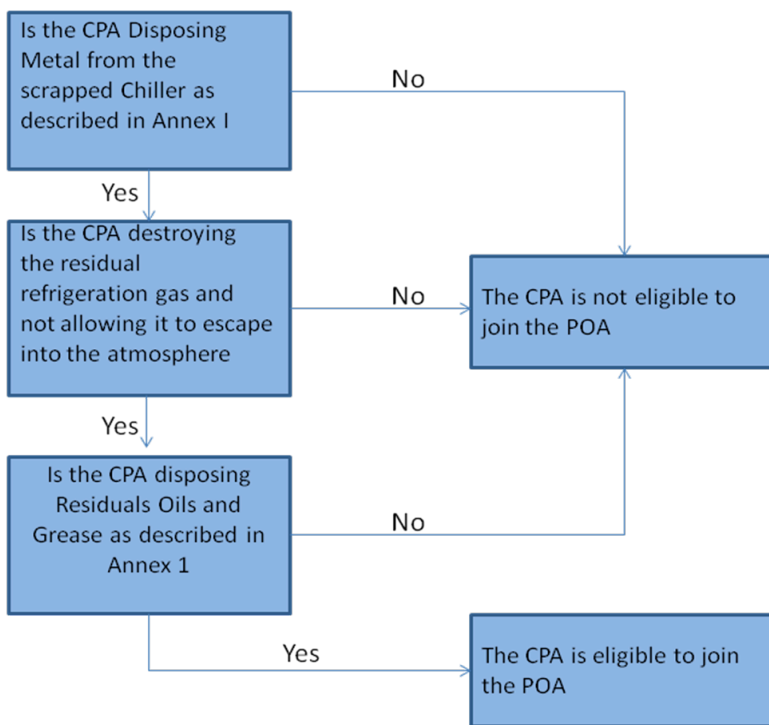 Is the CPA Disposing
Metal from the
scrapped Chiller as
described in Annex I
No
Yes
Is the CPA destroying
the residual
refrigeration gas and
not allowing it to escape
into the atmosphere
No
The CPA is not eligible to
join the POA
Yes
Is the CPA disposing
Residuals Oils and
Grease as described in
Annex 1
No
Yes
The CPA is eligible to join
the POA